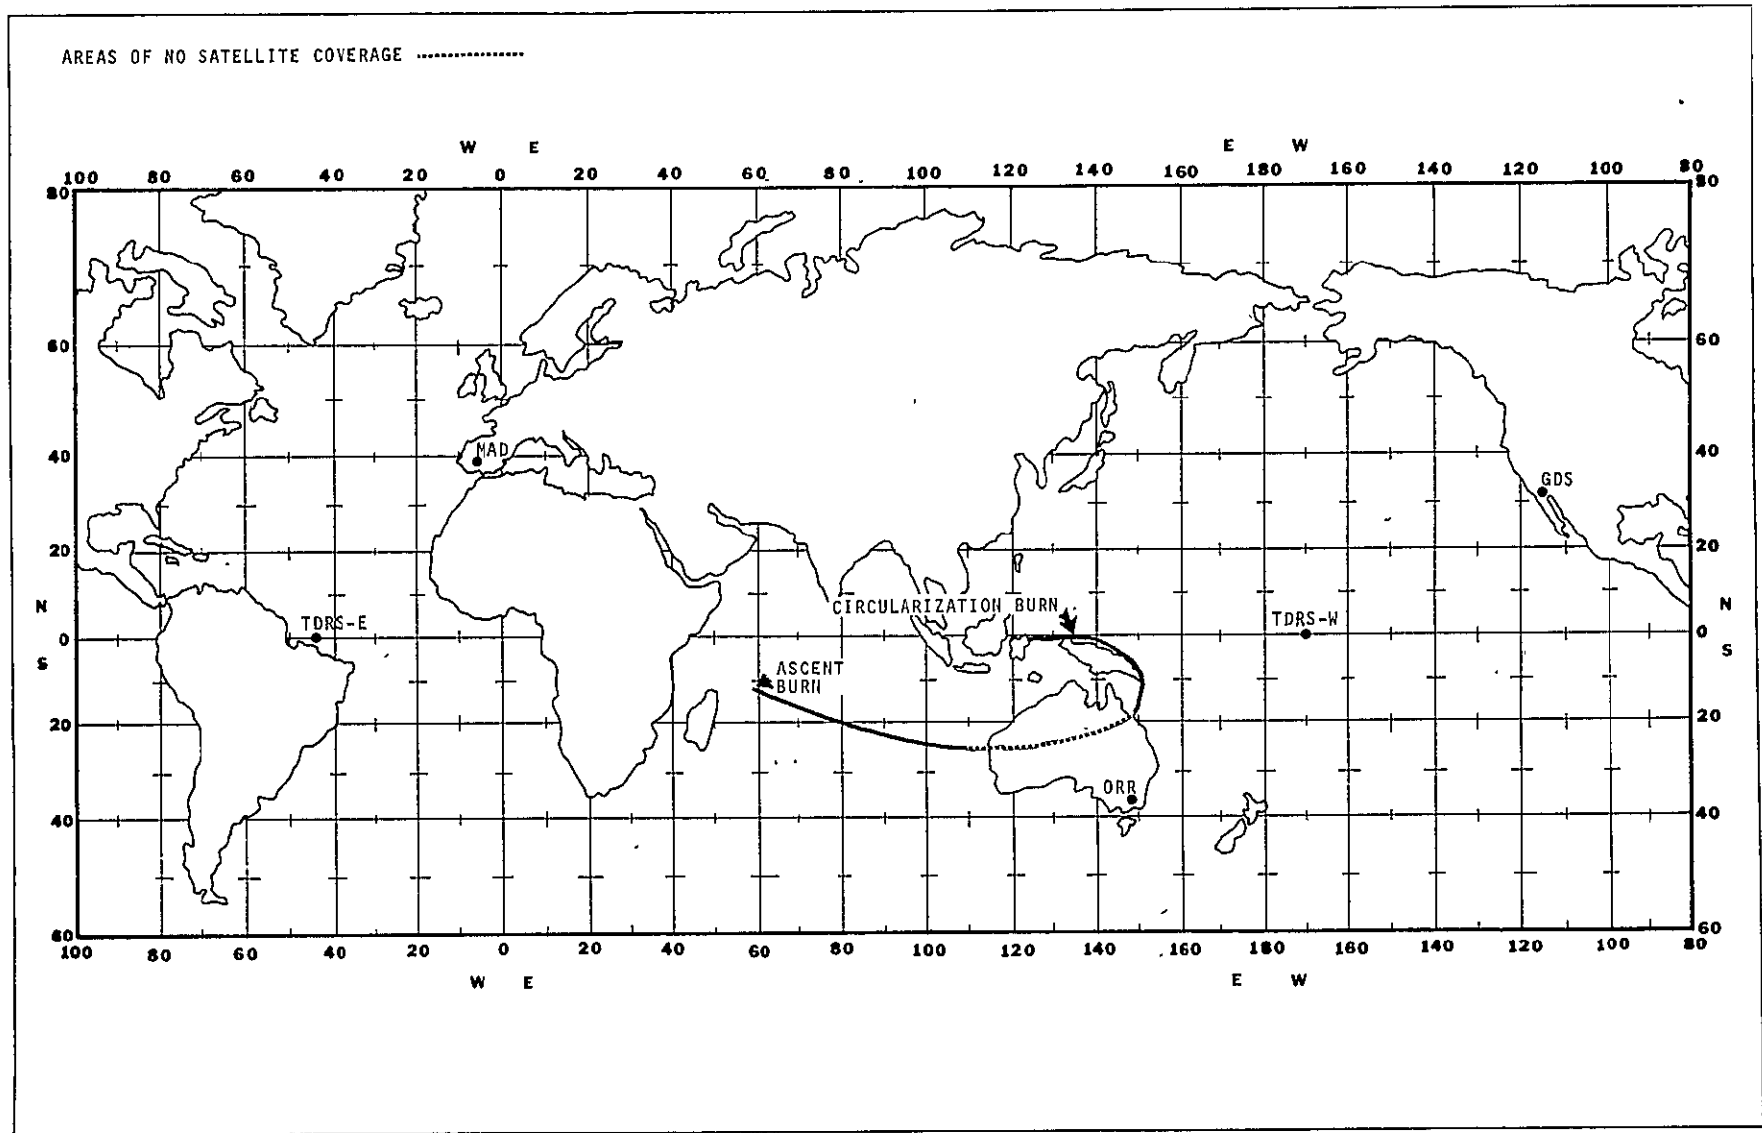 AREAS OF NO SATELLITE COVERAGE
W E E W
100 80 60 40 20 0 20 40 60 80 100 120 140 160 180 160 140 120 100 80
80 80
60 60
MAD
40 40
GDS
20 20
N CIRCULARIZATION BURN N
TDRS-E TDRS-W
0 0
S S
ASCENT
BURN
20 20
ORR
40 40
60 60
100 80 60 40 20 0 20 40 60 80 100 120 140 160 180 160 140 120 100 80
W E E W